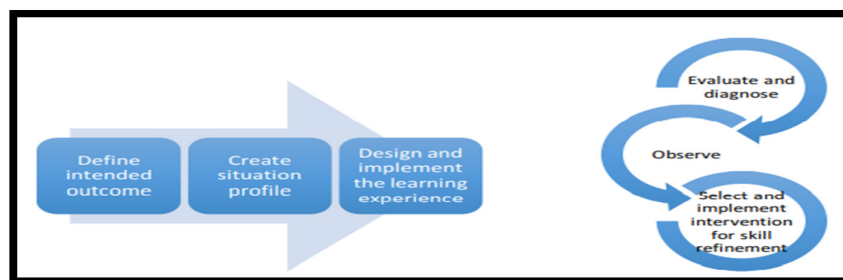 Define
intended
outcome
Create
situation
profile
Design and
implement
the learning
experience
Evaluate and
diagnose
Observe
Select and
implement
intervention
for skill
refinement